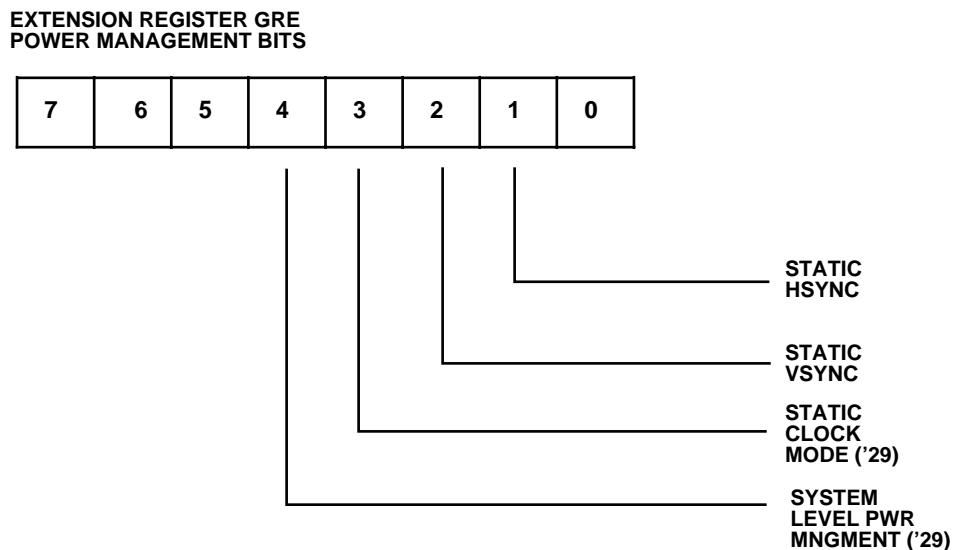 EXTENSION REGISTER GRE
POWER MANAGEMENT BITS
7 6 5 4 3 2 1 0
STATIC
HSYNC
STATIC
VSYNC
STATIC
CLOCK
MODE (’29)
SYSTEM
LEVEL PWR
MNGMENT (’29)